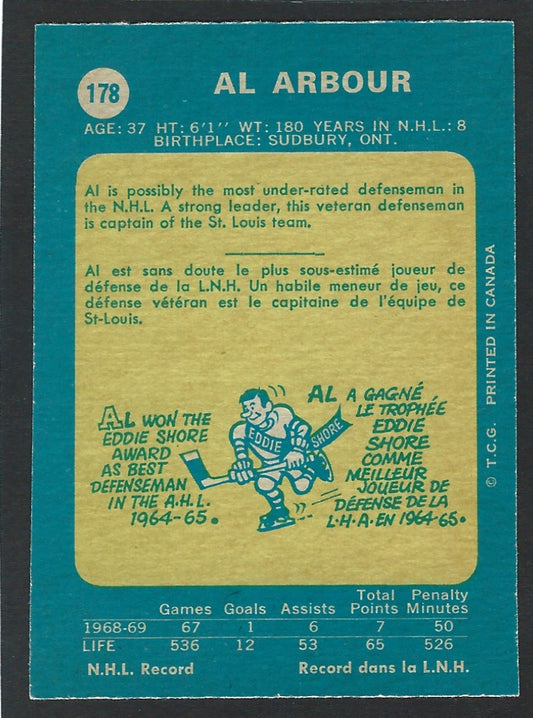 178
AL ARBOUR
AGE: 37 HT: 6'1" WT: 180 YEARS IN N.H.L.: 8
BIRTHPLACE: SUDBURY, ONT.
Al is possibly the most under-rated defenseman in
the N.H.L. A strong leader, this veteran defenseman
is captain of the St. Louis team.
Al est sans doute le plus sous-estimé joueur de
défense de la L.N.H. Un habile meneur de jeu, ce
défense vétéran est le capitaine de l'équipe de
St-Louis.
AL WON THE
EDDIE SHORE
AWARD
AS BEST
DEFENSEMAN
IN THE A.H.L.
1964-65.
EDDIE
SHORE
AL A GAGNÉ
LE TROPHÉE
EDDIE
SHORE
COMME
MEILLEUR
JOUEUR DE
DÉFENSE DE LA
L.H.A. EN 1964-65.
© T.C.G. PRINTED IN CANADA
Games Goals Assists Total Points Penalty Minutes
1968-69 67 1 6 7 50
LIFE 536 12 53 65 526
N.H.L. Record Record dans la L.N.H.